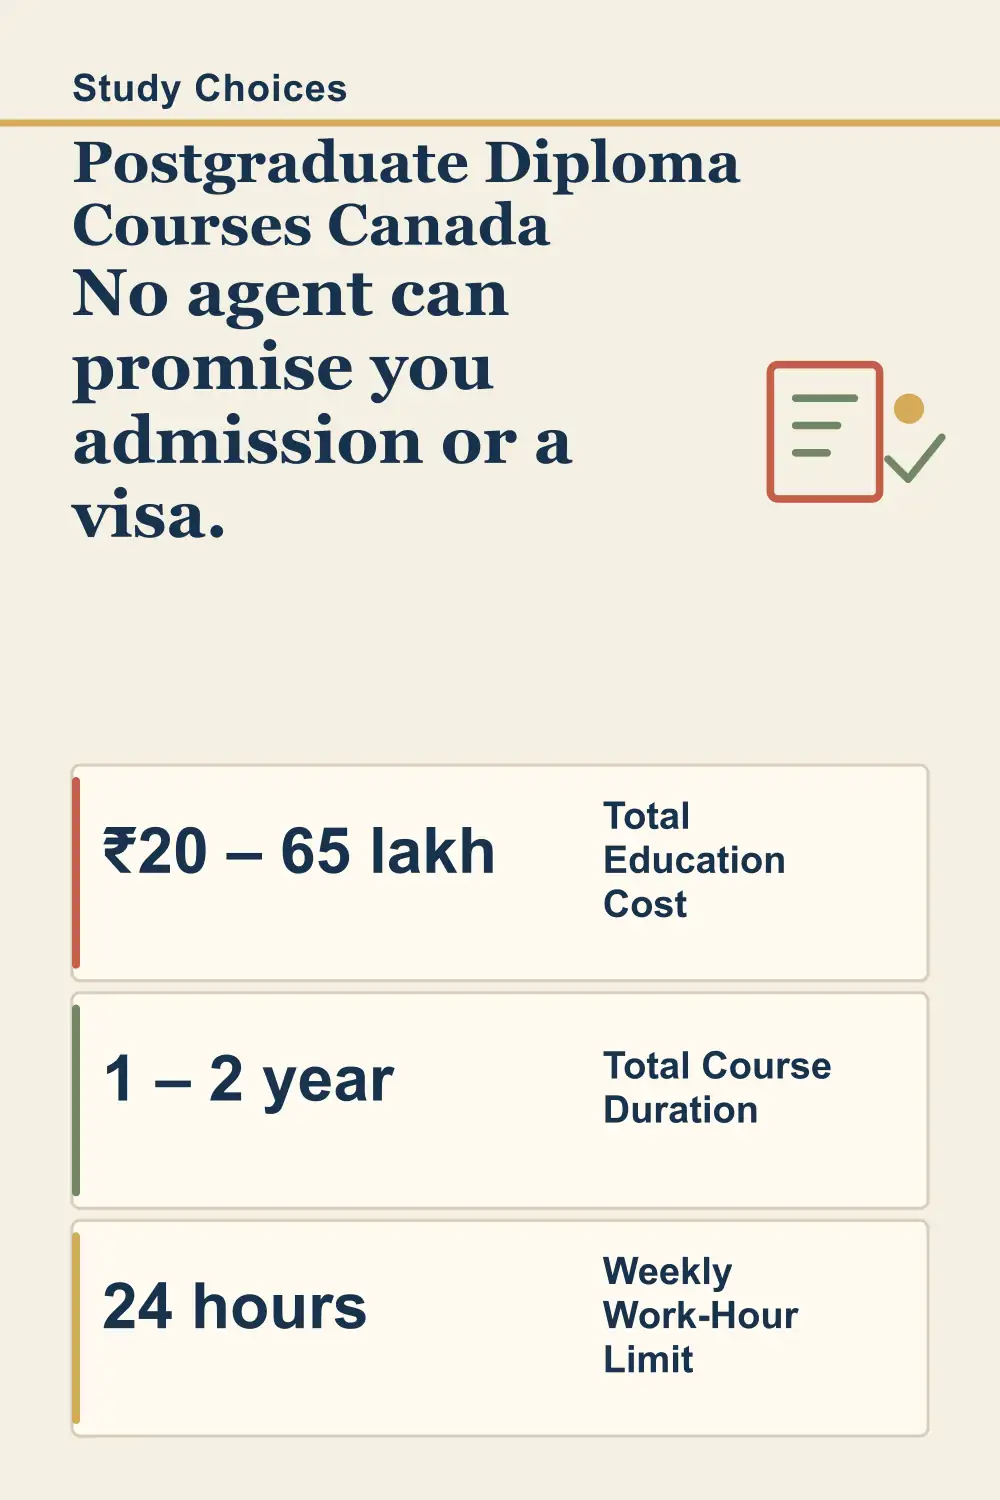 Study Choices
Postgraduate Diploma
Courses Canada
No agent can
promise you
admission or a
visa.
₹20 – 65 lakh
Total
Education
Cost
1 – 2 year
Total Course
Duration
24 hours
Weekly
Work-Hour
Limit